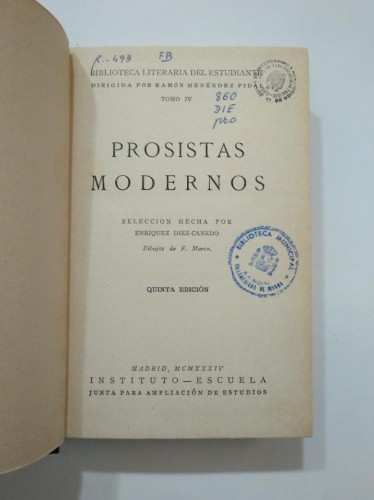 R.-493 FB
BIBLIOTECA LITERARIA DEL ESTUDIANTE
DIRIGIDA POR RAMÓN MENÉNDEZ PIDAL
TOMO IV
860
DIE
pro
PROSISTAS
MODERNOS
SELECCION HECHA POR
ENRIQUEZ DIEZ-CANEDO
Dibujos de F. Marco.
BIBLIOTECA MUNICIPAL
QUINTA EDICIÓN
MADRID, MCMXXXIV
INSTITUTO—ESCUELA
JUNTA PARA AMPLIACIÓN DE ESTUDIOS